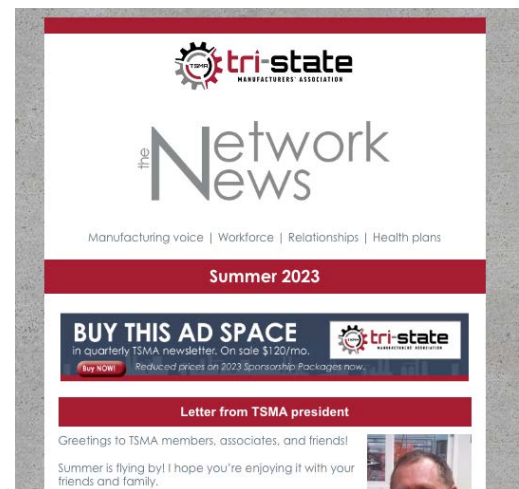 TSMA
tri-state
MANUFACTURERS' ASSOCIATION
the Network
News
Manufacturing voice | Workforce | Relationships | Health plans
Summer 2023
BUY THIS AD SPACE
in quarterly TSMA newsletter. On sale $120/mo.
Buy NOW! Reduced prices on 2023 Sponsorship Packages now.
TSMA
tri-state
MANUFACTURERS' ASSOCIATION
Letter from TSMA president
Greetings to TSMA members, associates, and friends!
Summer is flying by! I hope you're enjoying it with your
friends and family.